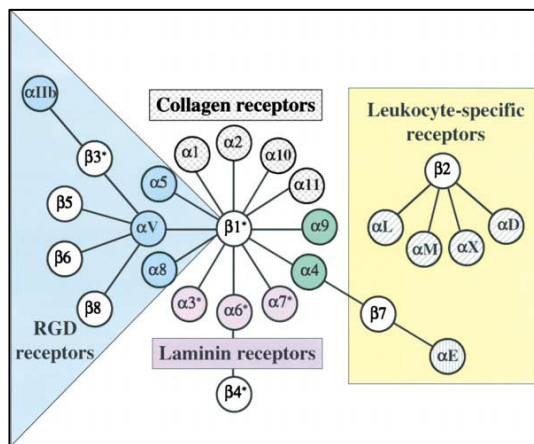 αIIb
β3*
β5
β6
β8
αV
α5
α8
RGD
receptors
Collagen receptors
α1
α2
α10
α11
β1*
α9
α4
α3*
α6*
α7*
Laminin receptors
β4*
Leukocyte-specific
receptors
β2
αL
αM
αX
αD
β7
αE